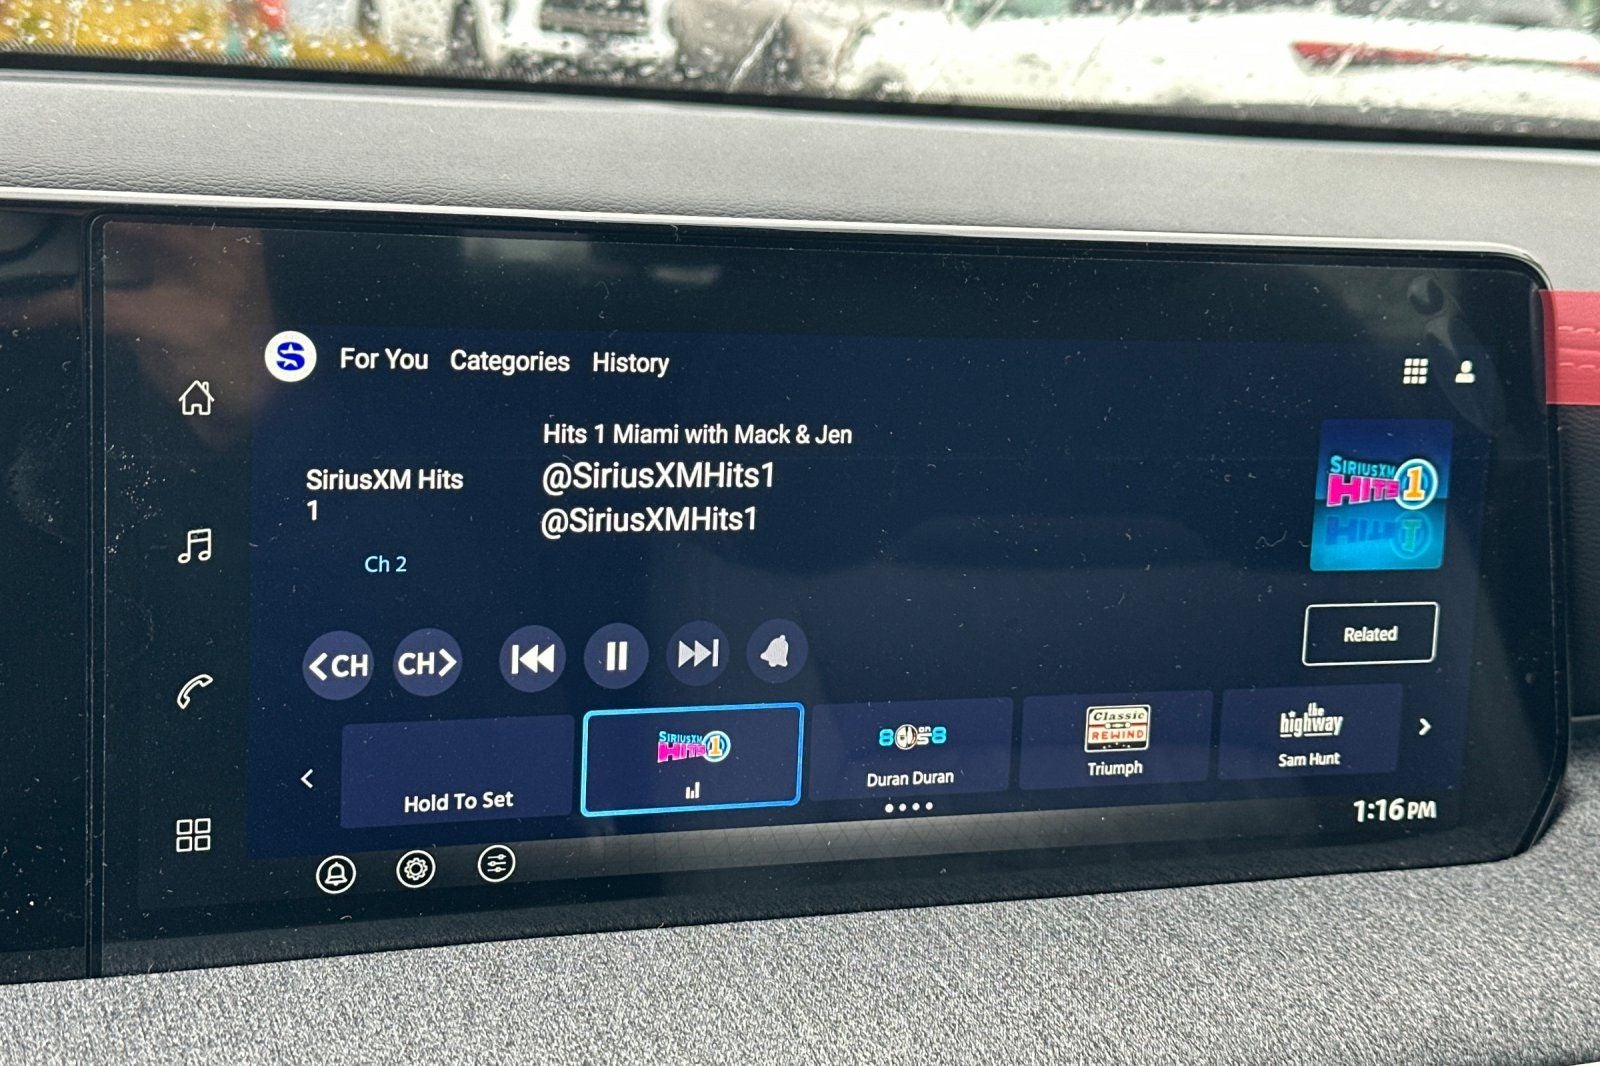 For You Categories History
Hits 1 Miami with Mack & Jen
SiriusXM Hits
1
@SiriusXMHits1
@SiriusXMHits1
Ch 2
SIRIUSXM
HITS 1
Related
CH
CH
Hold To Set
SIRIUSXM
HITS 1
80s on 8
Duran Duran
Classic
REWIND
Triumph
the
highway
Sam Hunt
1:16PM